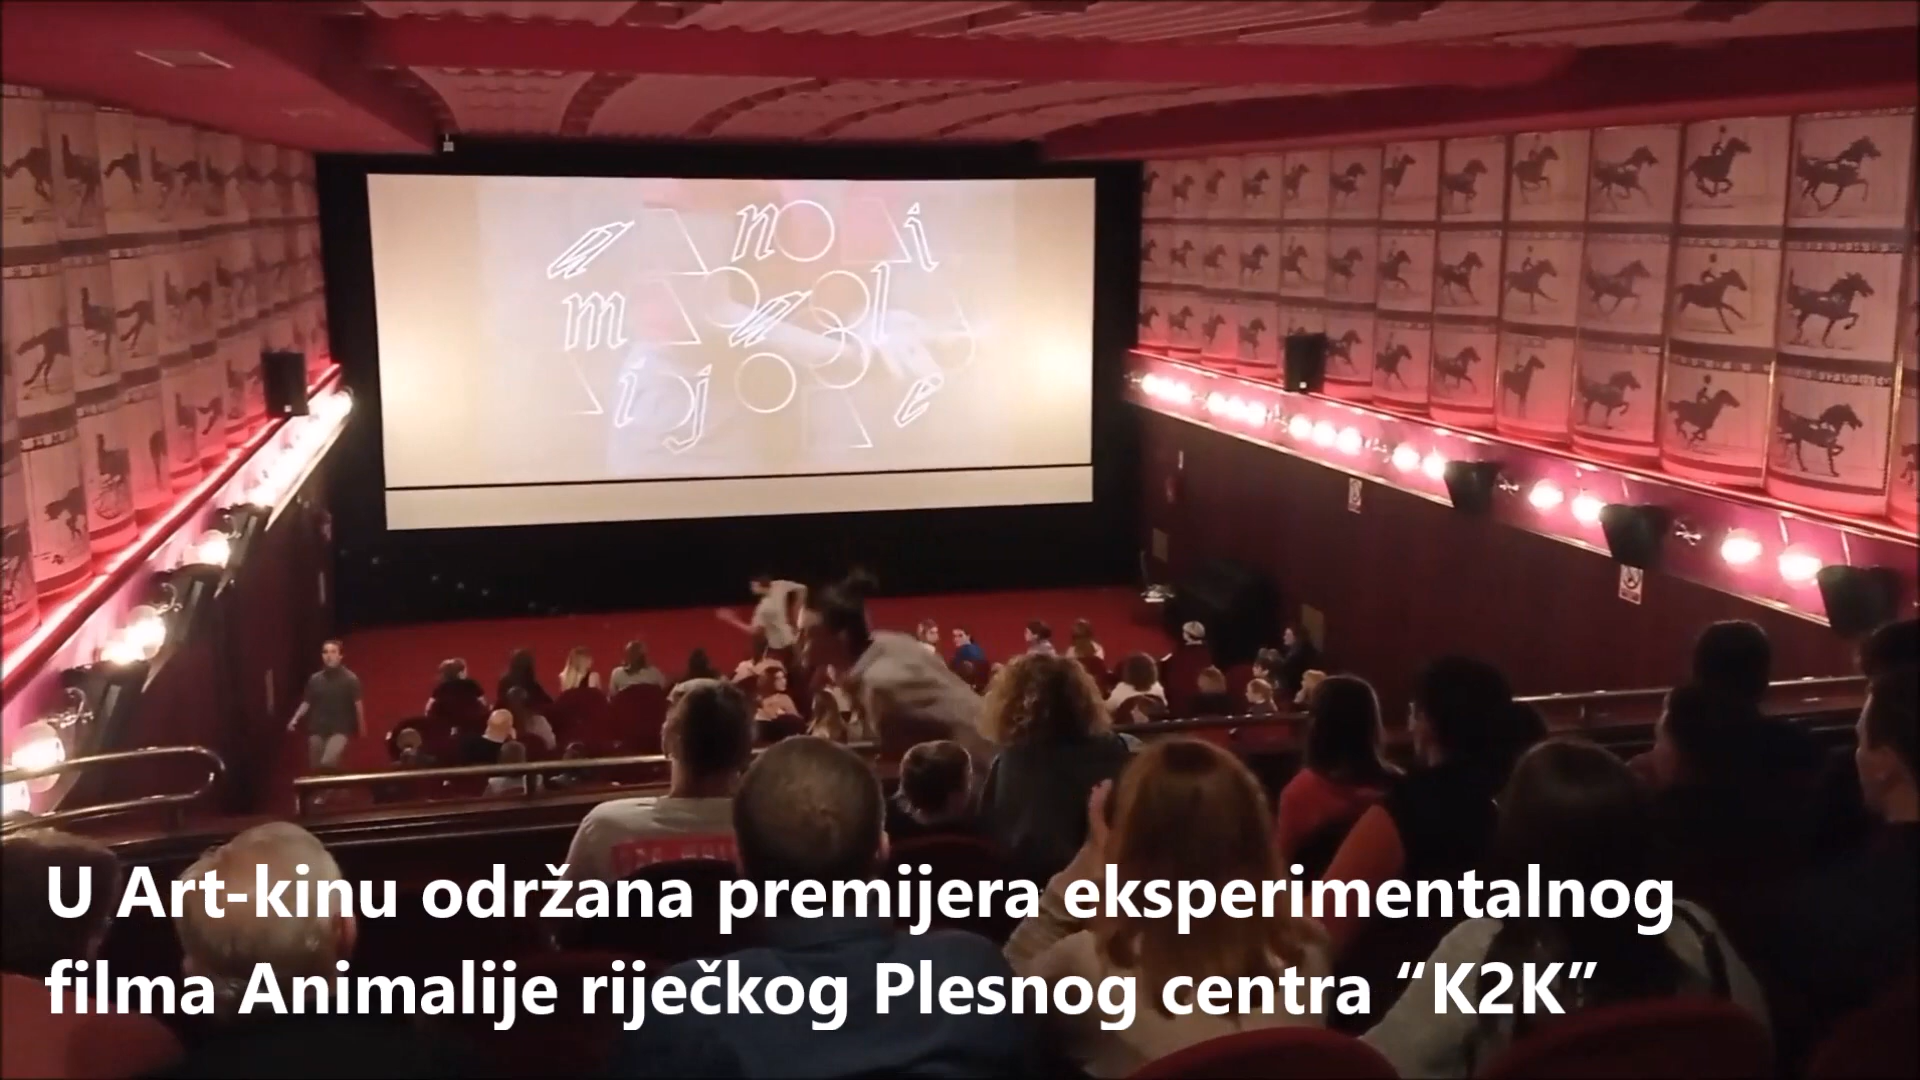 a n i
m a l
i j e
U Art-kinu održana premijera eksperimentalnog
filma Animalije riječkog Plesnog centra “K2K”